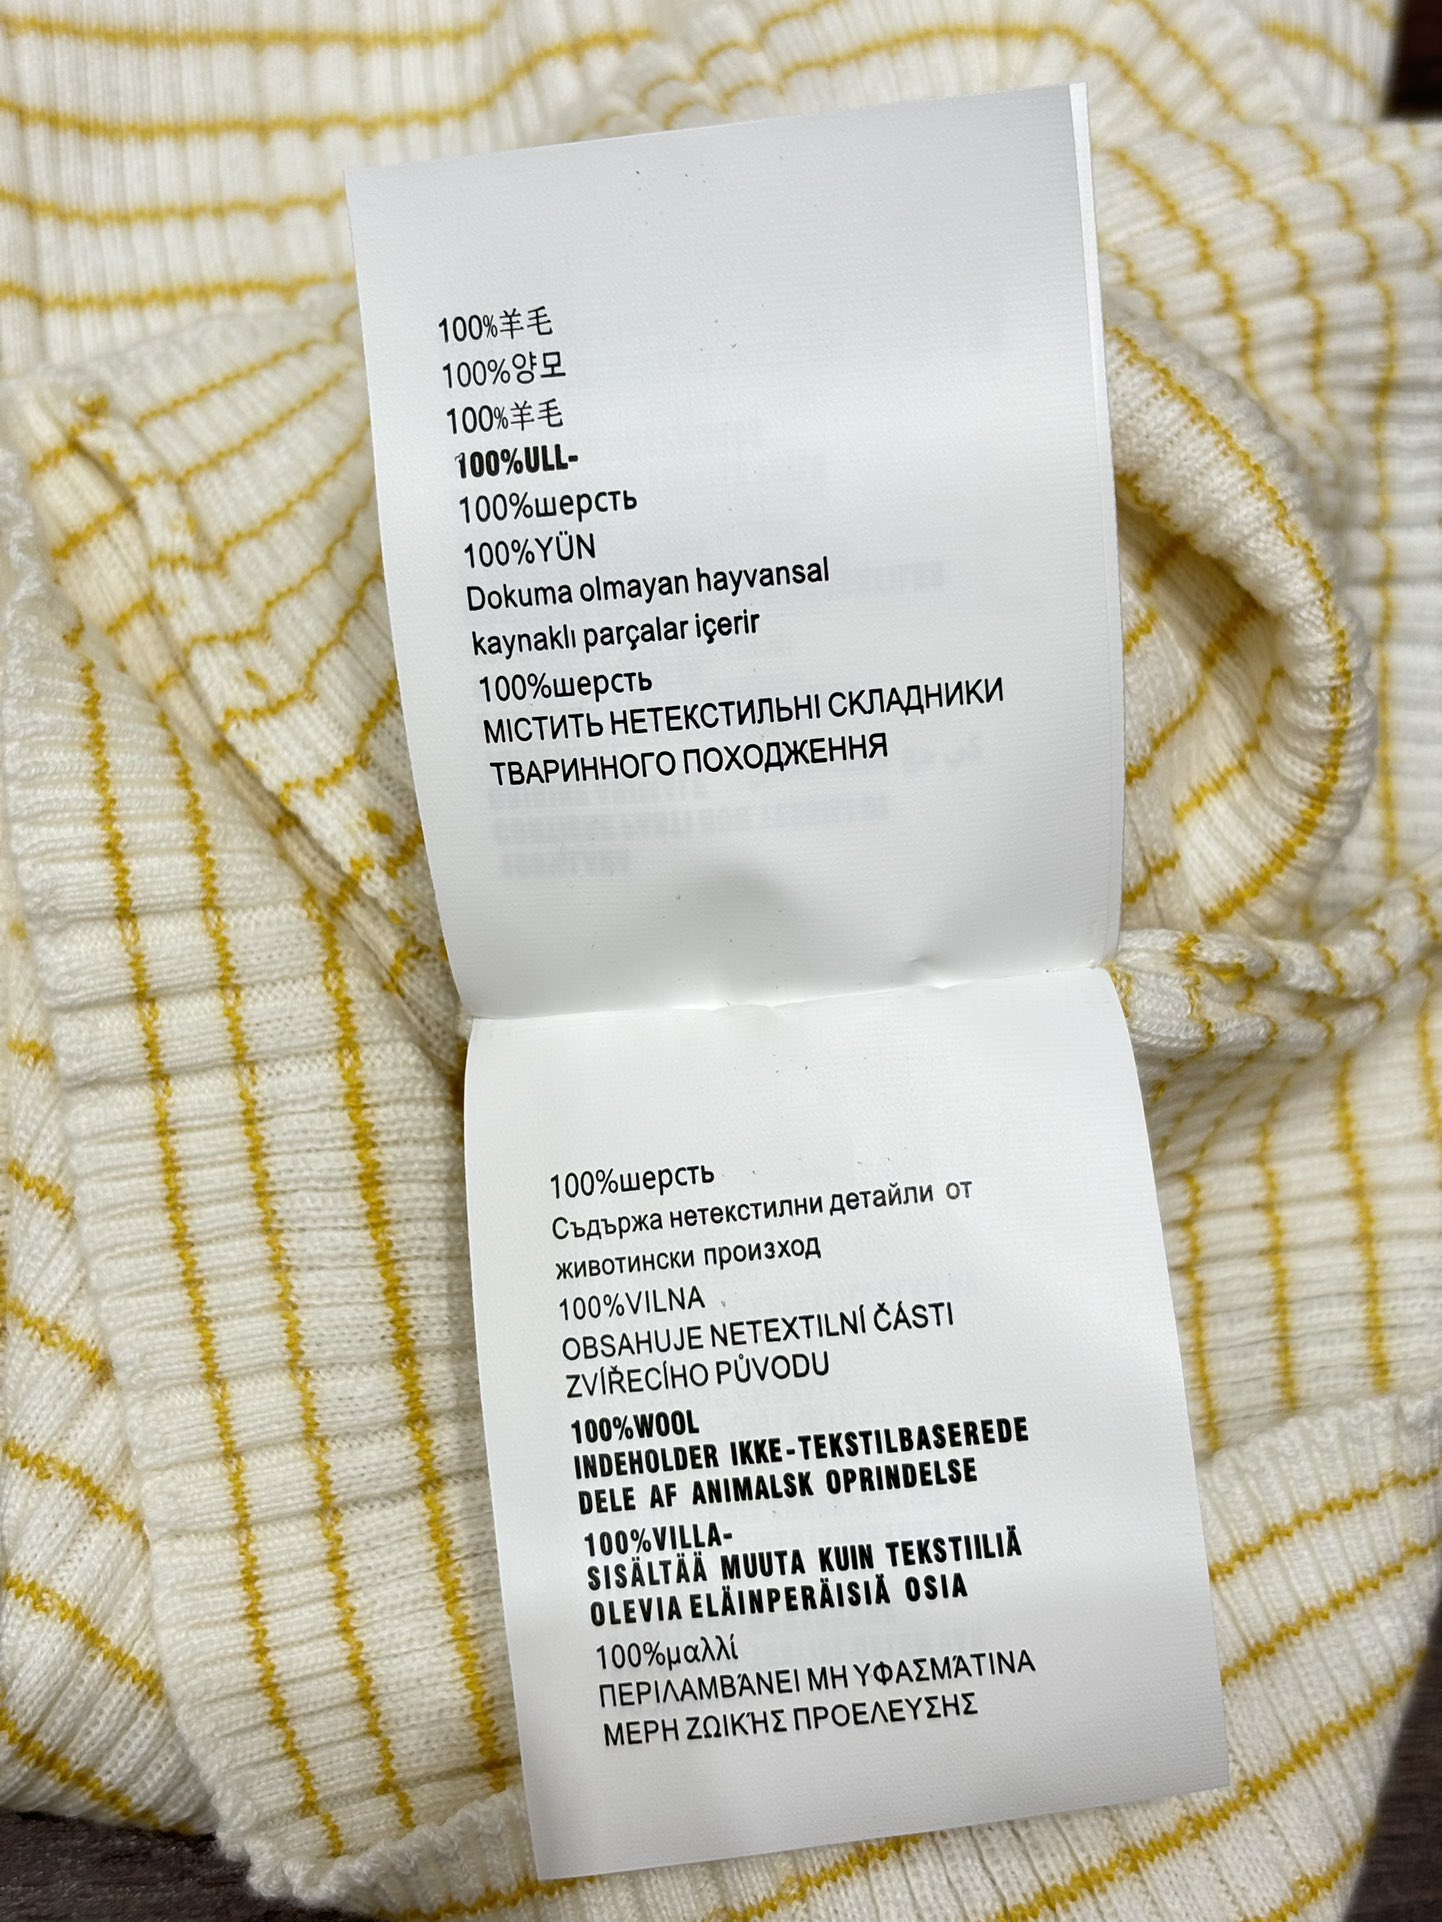 100%羊毛
100%양모
100%羊毛
100%ULL-
100%шерсть
100%YÜN
Dokuma olmayan hayvansal
kaynaklı parçalar içerir
100%шерсть
МІСТИТЬ НЕТЕКСТИЛЬНІ СКЛАДНИКИ
ТВАРИННОГО ПОХОДЖЕННЯ
100%шерсть
Съдържа нетекстилни детайли от
животински произход
100%VILNA
OBSAHUJE NETEXTILNÍ ČÁSTI
ZVÍŘECÍHO PŮVODU
100%WOOL
INDEHOLDER IKKE-TEKSTILBASEREDE
DELE AF ANIMALSK OPRINDELSE
100%VILLA-
SISÄLTÄÄ MUUTA KUIN TEKSTIILIÄ
OLEVIA ELÄINPERÄISIÄ OSIA
100%μαλλί
ΠΕΡΙΛΑΜΒΆΝΕΙ ΜΗ ΥΦΑΣΜΆΤΙΝΑ
ΜΕΡΗ ΖΩΙΚΉΣ ΠΡΟΕΛΕΥΣΗΣ